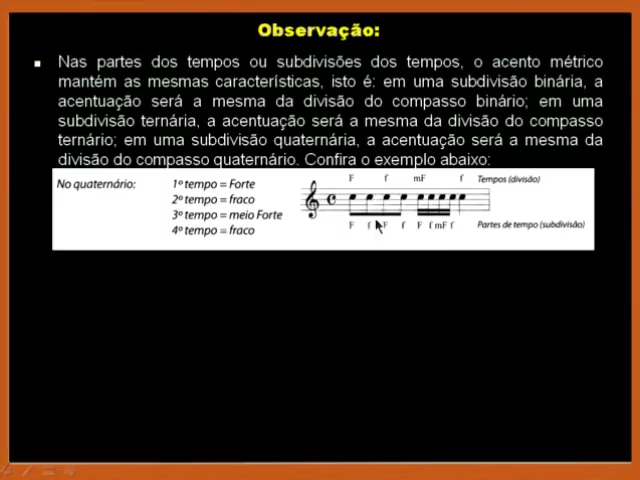 Observação:
Nas partes dos tempos ou subdivisões dos tempos, o acento métrico
mantém as mesmas características, isto é: em uma subdivisão binária, a
acentuação será a mesma da divisão do compasso binário; em uma
subdivisão ternária, a acentuação será a mesma da divisão do compasso
ternário; em uma subdivisão quaternária, a acentuação será a mesma da
divisão do compasso quaternário. Confira o exemplo abaixo:
No quaternário:
1º tempo = Forte
2º tempo = fraco
3º tempo = meio Forte
4º tempo = fraco
F f mF f Tempos (divisão)
F f F f F f mF f Partes de tempo (subdivisão)